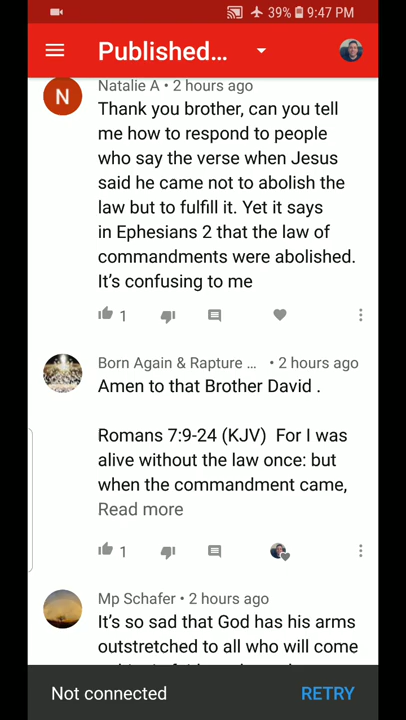 39% 9:47 PM
Published...
Natalie A • 2 hours ago
N
Thank you brother, can you tell
me how to respond to people
who say the verse when Jesus
said he came not to abolish the
law but to fulfill it. Yet it says
in Ephesians 2 that the law of
commandments were abolished.
It's confusing to me
1
Born Again & Rapture ... • 2 hours ago
Amen to that Brother David .
Romans 7:9-24 (KJV) For I was
alive without the law once: but
when the commandment came,
Read more
1
Mp Schafer • 2 hours ago
It's so sad that God has his arms
outstretched to all who will come
Not connected RETRY